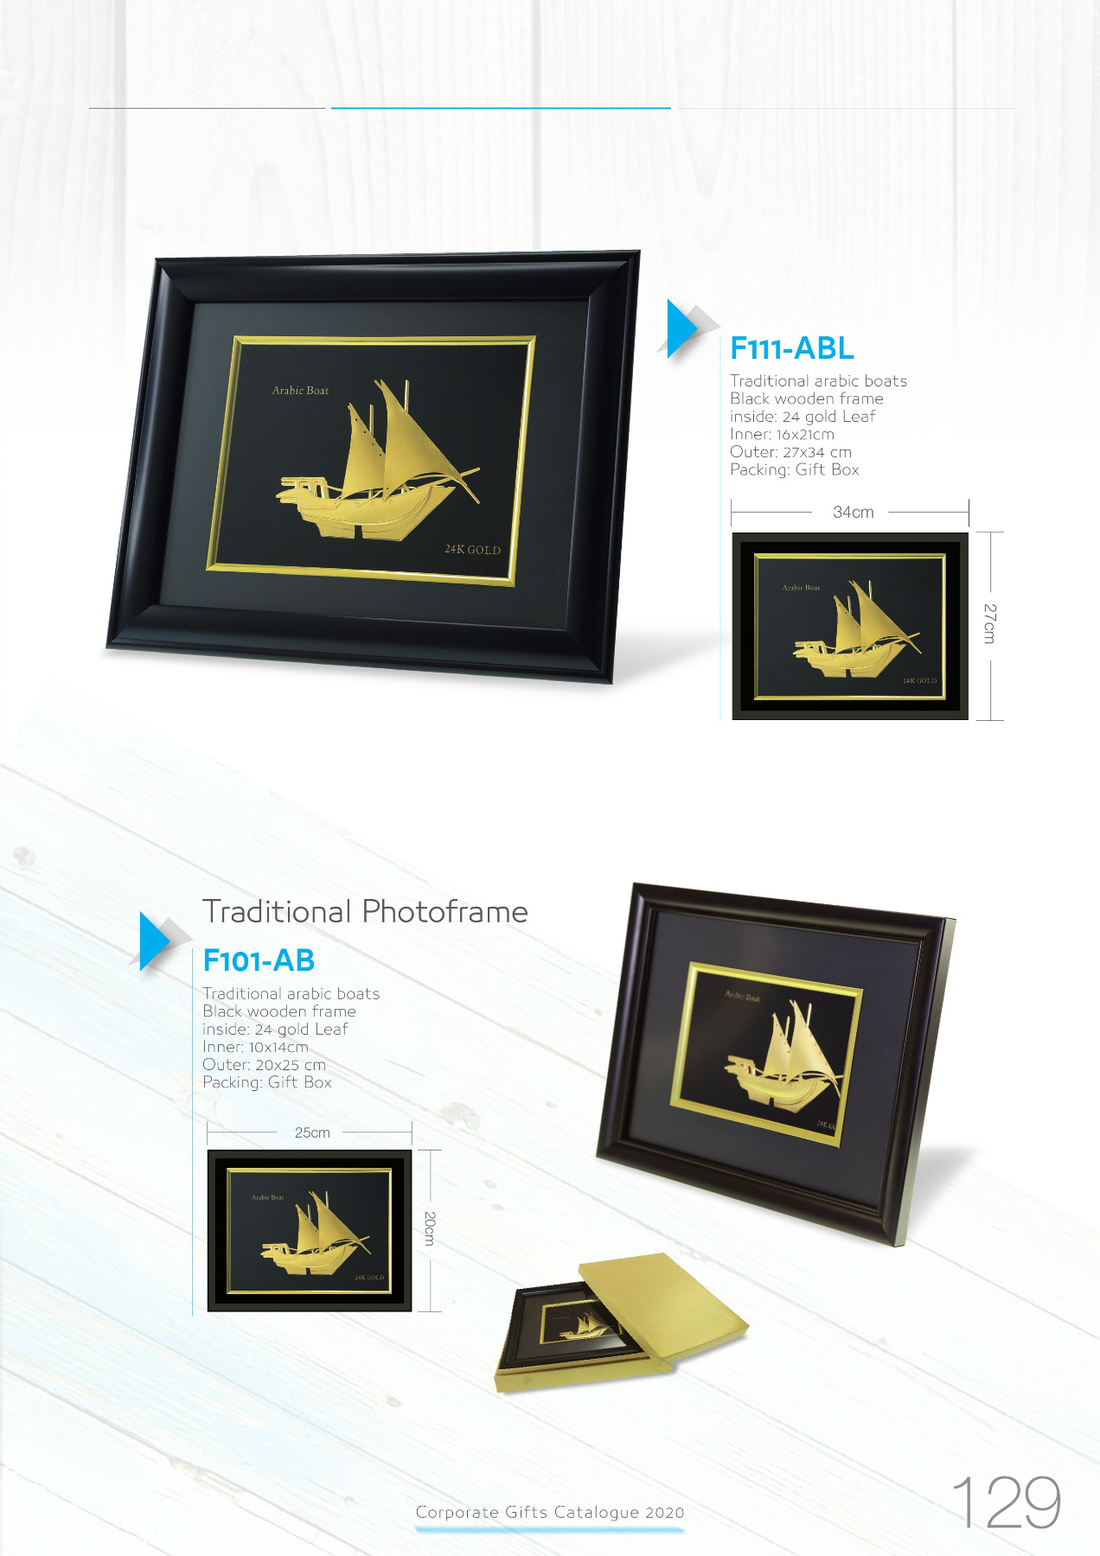 Arabic Boat
24K GOLD
F111-ABL
Traditional arabic boats
Black wooden frame
inside: 24 gold Leaf
Inner: 16x21cm
Outer: 27x34 cm
Packing: Gift Box
34cm
Arabic Boat
24K GOLD
27cm
Traditional Photoframe
F101-AB
Traditional arabic boats
Black wooden frame
inside: 24 gold Leaf
Inner: 10x14cm
Outer: 20x25 cm
Packing: Gift Box
25cm
Arabic Boat
24K GOLD
20cm
Arabic Boat
24K GO
Corporate Gifts Catalogue 2020
129